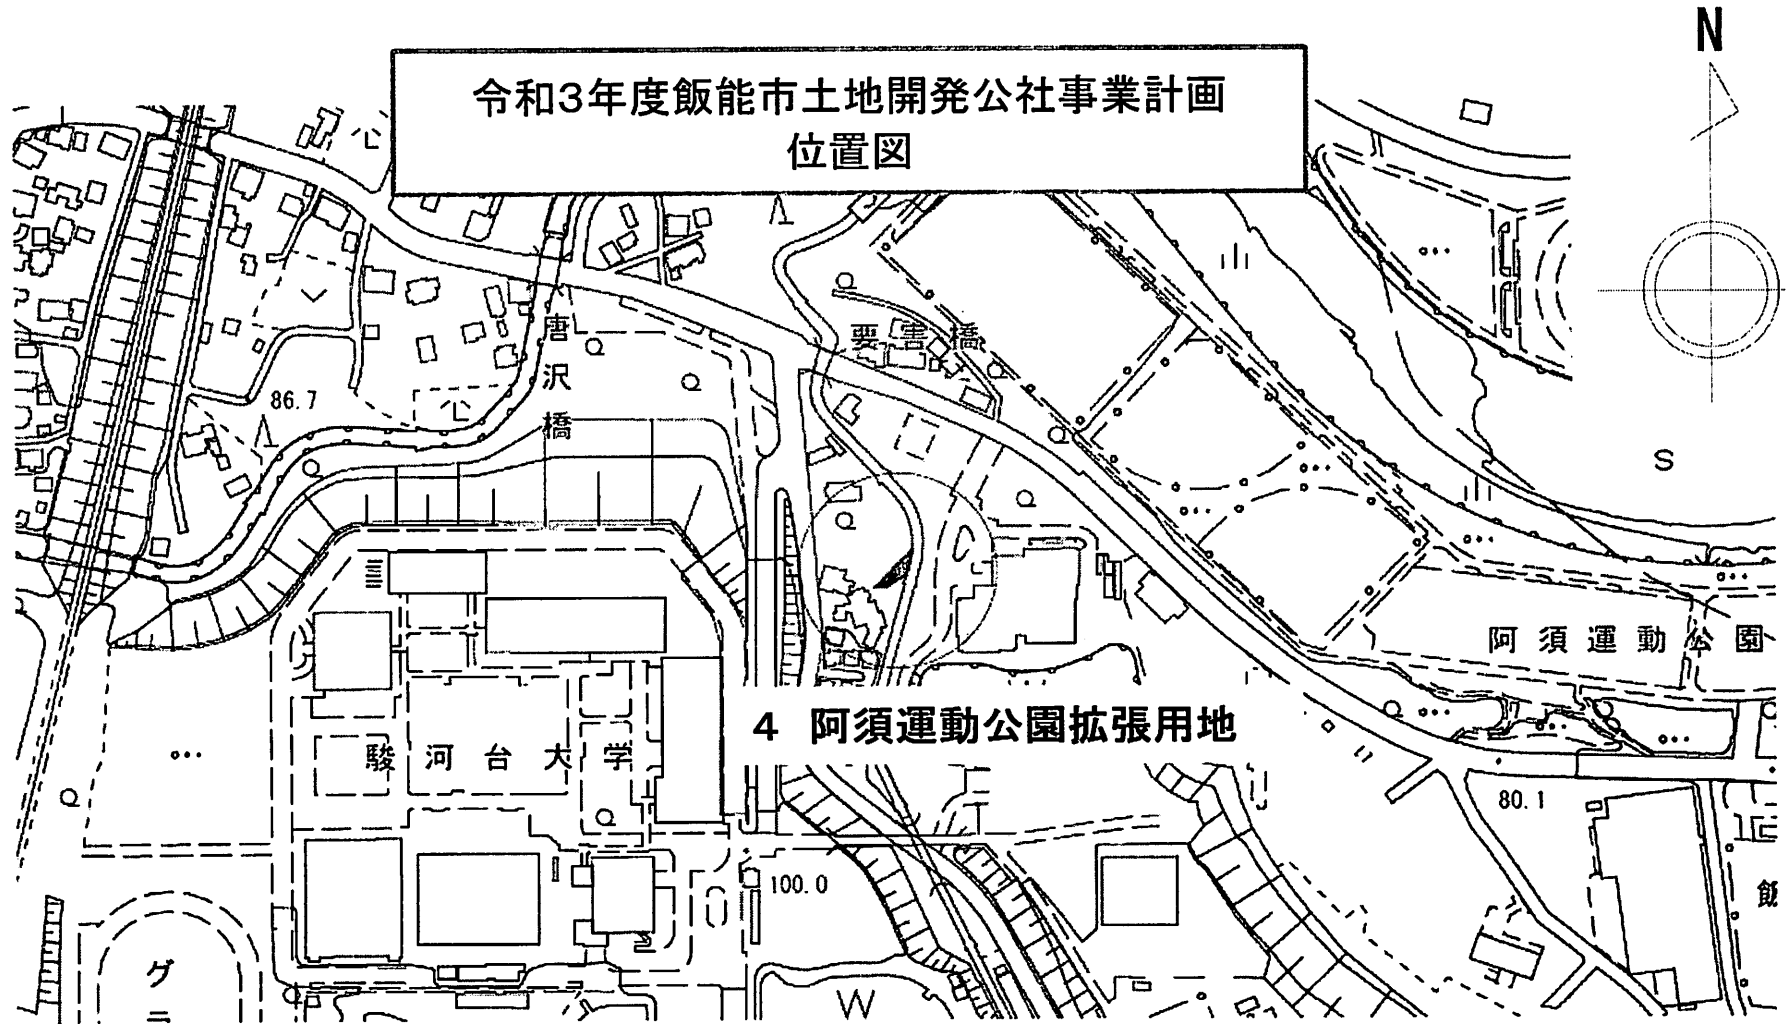 N
令和3年度飯能市土地開発公社事業計画
位置図
唐沢橋
要害橋
86.7
S
阿須運動公園
4 阿須運動公園拡張用地
駿河台大学
80.1
100.0
飯
グ
W